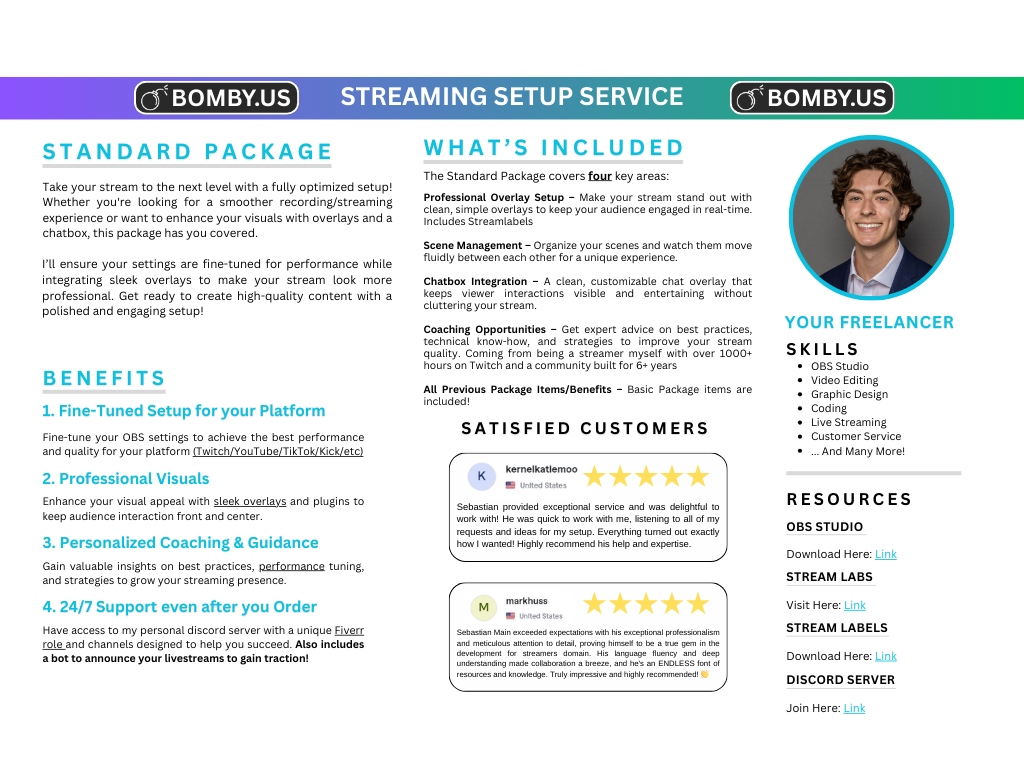 BOMBY.US
STREAMING SETUP SERVICE
BOMBY.US
STANDARD PACKAGE
Take your stream to the next level with a fully optimized setup!
Whether you're looking for a smoother recording/streaming
experience or want to enhance your visuals with overlays and a
chatbox, this package has you covered.
I'll ensure your settings are fine-tuned for performance while
integrating sleek overlays to make your stream look more
professional. Get ready to create high-quality content with a
polished and engaging setup!
BENEFITS
1. Fine-Tuned Setup for your Platform
Fine-tune your OBS settings to achieve the best performance
and quality for your platform (Twitch/YouTube/TikTok/Kick/etc)
2. Professional Visuals
Enhance your visual appeal with sleek overlays and plugins to
keep audience interaction front and center.
3. Personalized Coaching & Guidance
Gain valuable insights on best practices, performance tuning,
and strategies to grow your streaming presence.
4. 24/7 Support even after you Order
Have access to my personal discord server with a unique Fiverr
role and channels designed to help you succeed. Also includes
a bot to announce your livestreams to gain traction!
WHAT'S INCLUDED
The Standard Package covers four key areas:
Professional Overlay Setup – Make your stream stand out with
clean, simple overlays to keep your audience engaged in real-time.
Includes Streamlabels
Scene Management – Organize your scenes and watch them move
fluidly between each other for a unique experience.
Chatbox Integration – A clean, customizable chat overlay that
keeps viewer interactions visible and entertaining without
cluttering your stream.
Coaching Opportunities – Get expert advice on best practices,
technical know-how, and strategies to improve your stream
quality. Coming from being a streamer myself with over 1000+
hours on Twitch and a community built for 6+ years
All Previous Package Items/Benefits – Basic Package items are
included!
SATISFIED CUSTOMERS
K
kernelkatiemoo
United States
Sebastian provided exceptional service and was delightful to
work with! He was quick to work with me, listening to all of my
requests and ideas for my setup. Everything turned out exactly
how I wanted! Highly recommend his help and expertise.
M
markhuss
United States
Sebastian Main exceeded expectations with his exceptional professionalism
and meticulous attention to detail, proving himself to be a true gem in the
development for streamers domain. His language fluency and deep
understanding made collaboration a breeze, and he's an ENDLESS font of
resources and knowledge. Truly impressive and highly recommended! 👏
YOUR FREELANCER
SKILLS
• OBS Studio
• Video Editing
• Graphic Design
• Coding
• Live Streaming
• Customer Service
• ... And Many More!
RESOURCES
OBS STUDIO
Download Here: Link
STREAM LABS
Visit Here: Link
STREAM LABELS
Download Here: Link
DISCORD SERVER
Join Here: Link